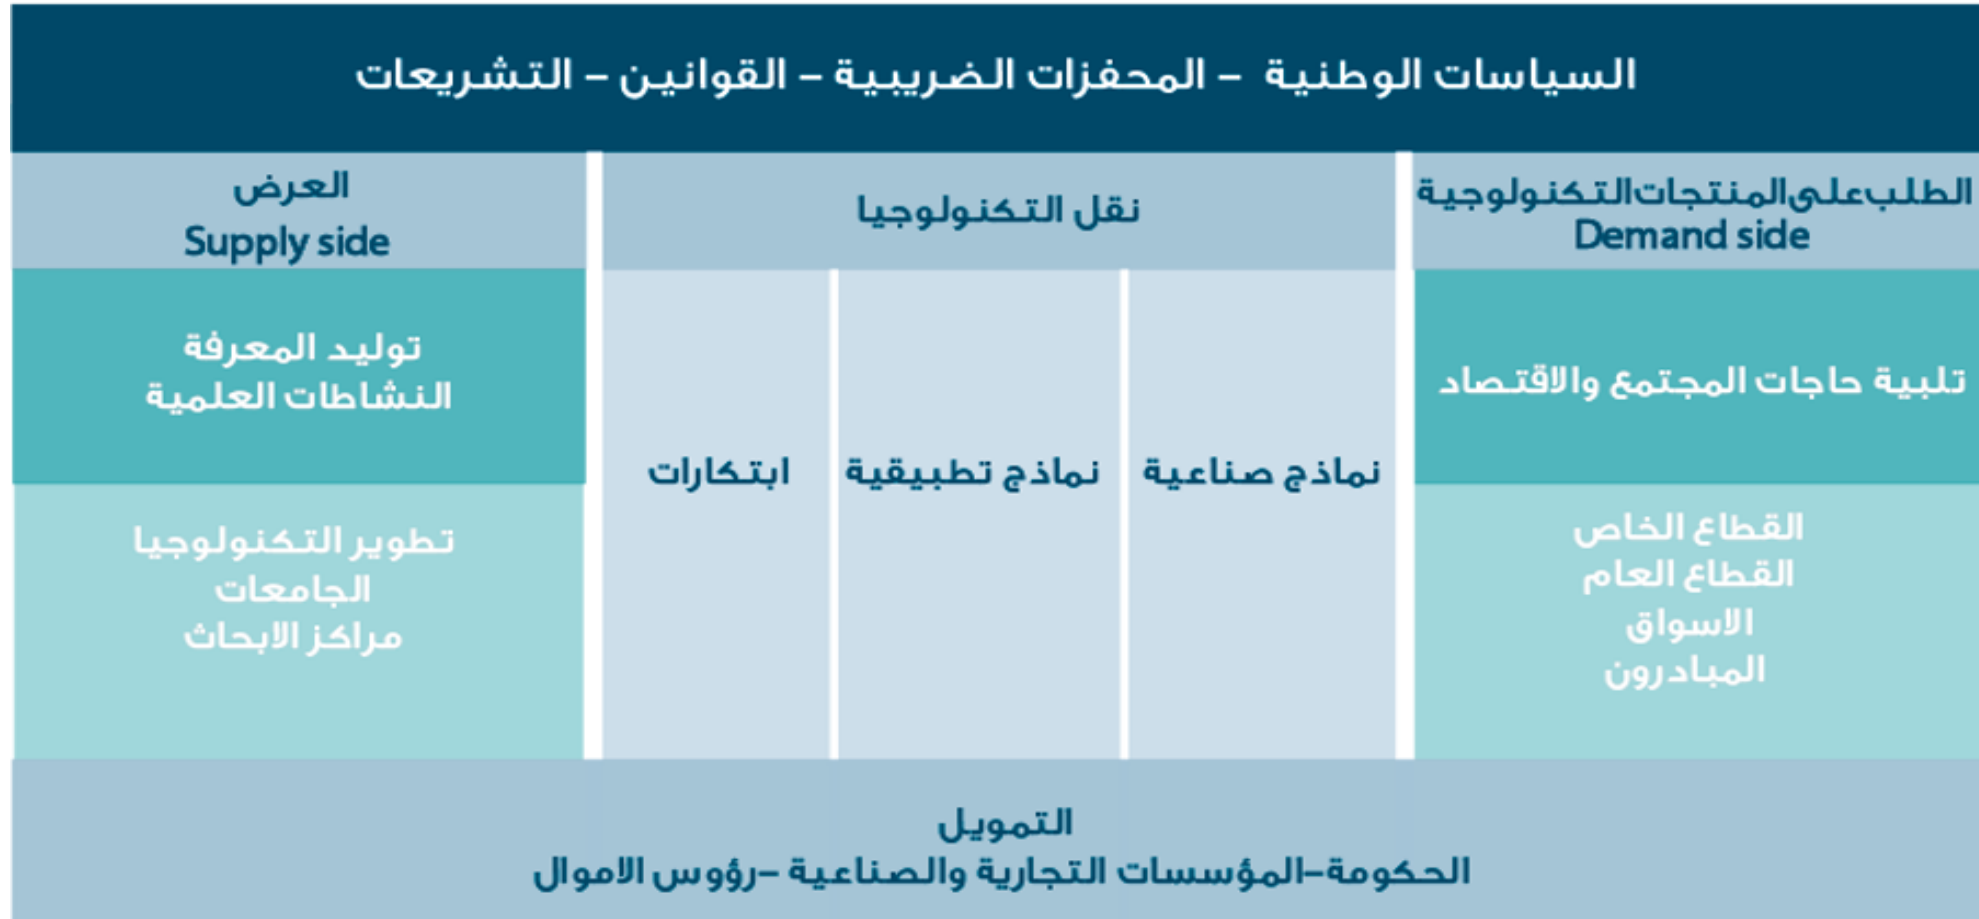 السياسات الوطنية – المحفزات الضريبية – القوانين – التشريعات
الطلب على المنتجات التكنولوجية
Demand side
نقل التكنولوجيا
العرض
Supply side
تلبية حاجات المجتمع والاقتصاد
القطاع الخاص
القطاع العام
الاسواق
المبادرون
نماذج صناعية
نماذج تطبيقية
ابتكارات
توليد المعرفة
النشاطات العلمية
تطوير التكنولوجيا
الجامعات
مراكز الابحاث
التمويل
الحكومة–المؤسسات التجارية والصناعية –رؤوس الاموال